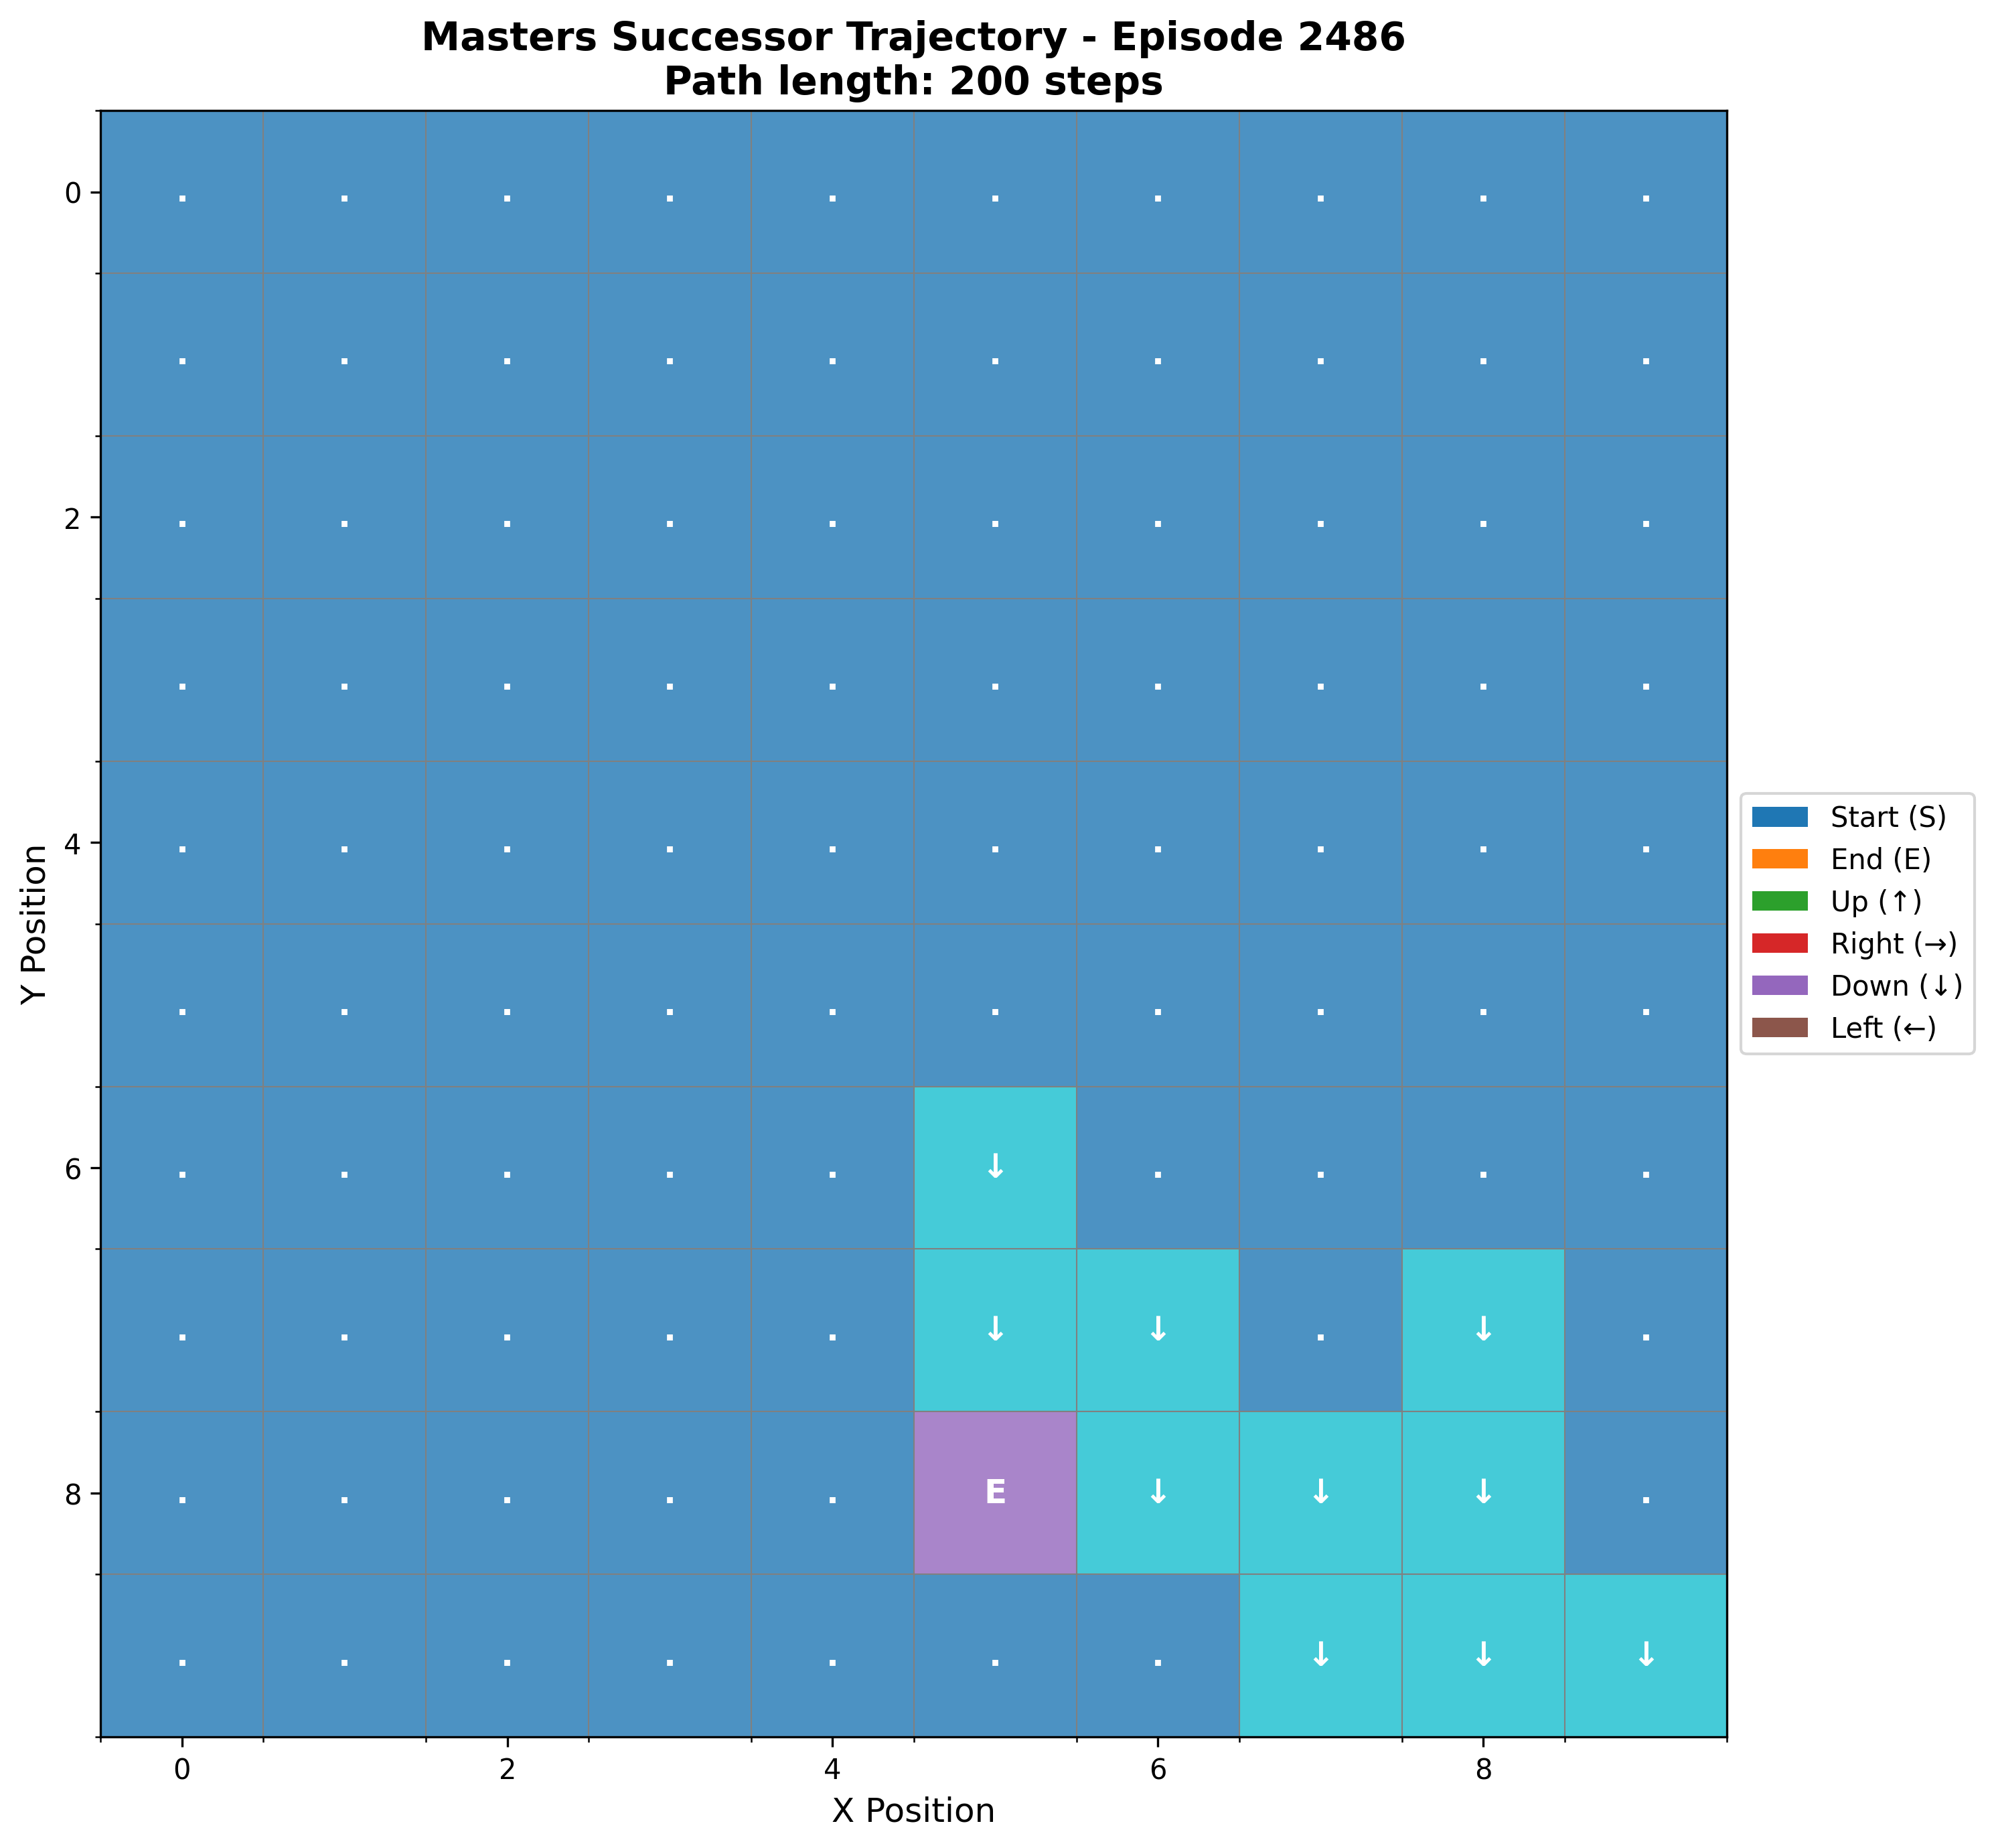 Masters Successor Trajectory - Episode 2486
Path length: 200 steps
0 . . . . . . . . . .
. . . . . . . . . .
2 . . . . . . . . . .
. . . . . . . . . .
4 . . . . . . . . . .
. . . . . . . . . .
6 . . . . . ↓ . . . .
. . . . . ↓ ↓ . ↓ .
8 . . . . . E ↓ ↓ ↓ .
. . . . . . . ↓ ↓ ↓
0 2 4 6 8
X Position
Y Position
Start (S)
End (E)
Up (↑)
Right (→)
Down (↓)
Left (←)